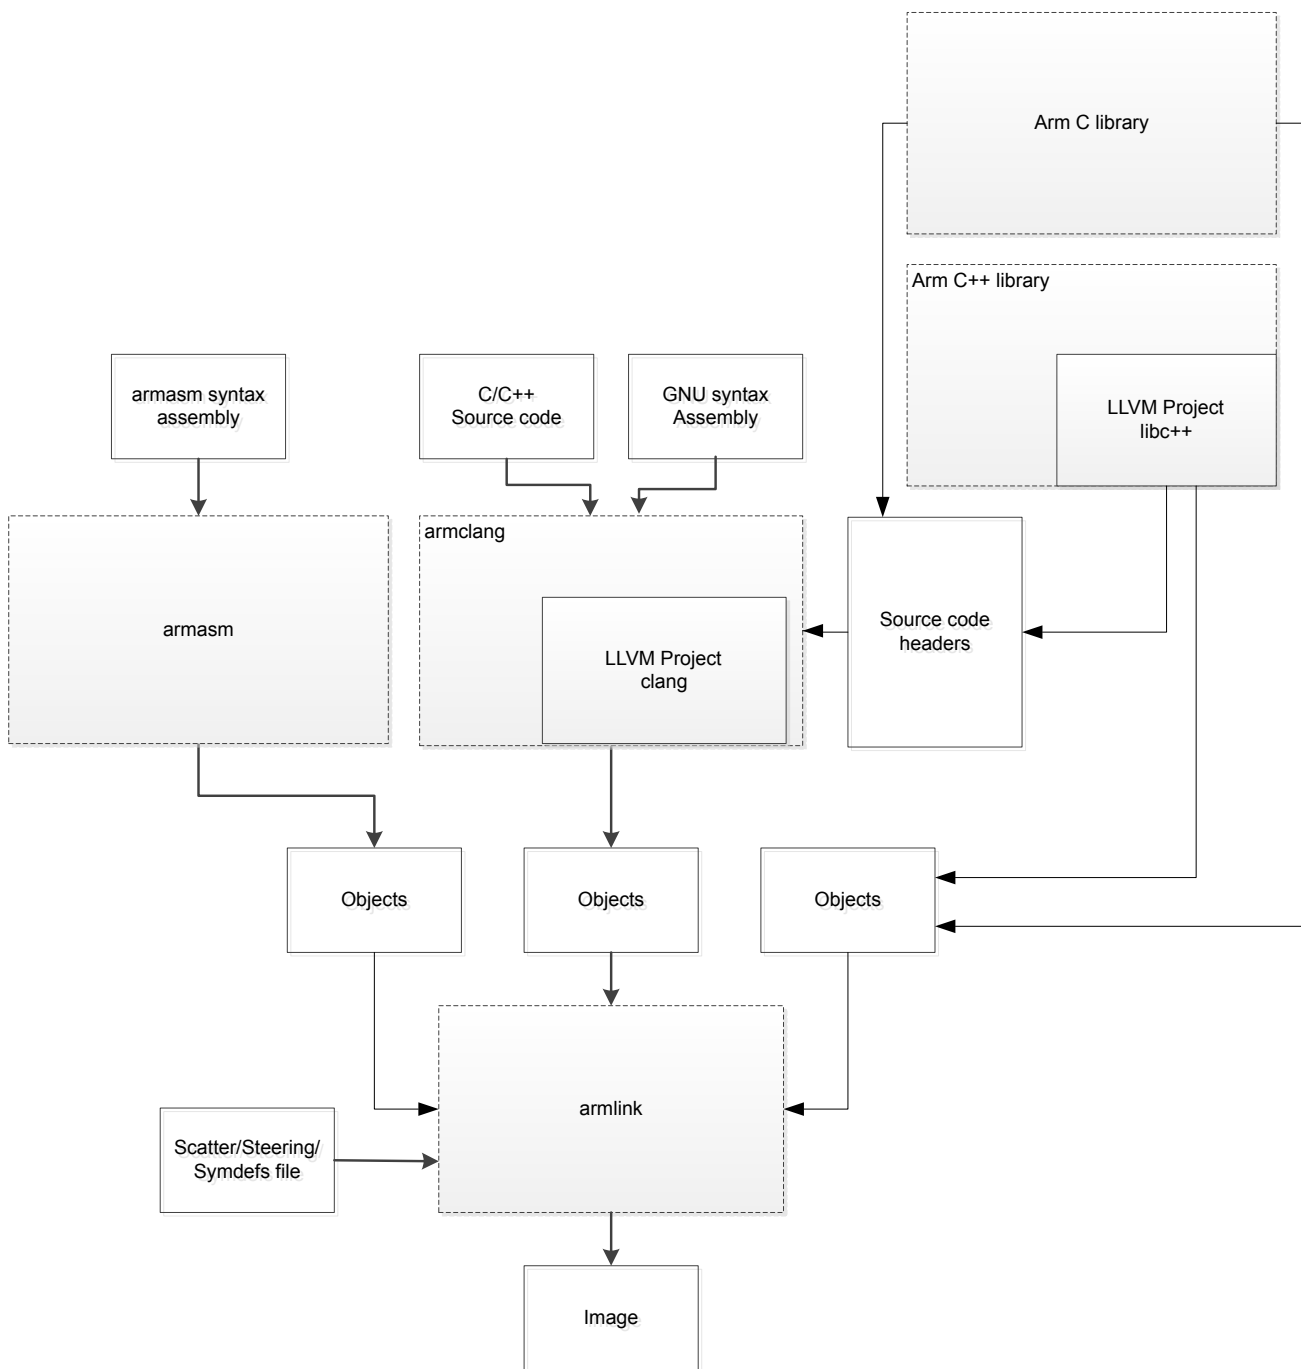 Arm C library
Arm C++ library
LLVM Project
libc++
armasm syntax
assembly
C/C++
Source code
GNU syntax
Assembly
armasm
armclang
LLVM Project
clang
Source code
headers
Objects
Objects
Objects
armlink
Scatter/Steering/
Symdefs file
Image